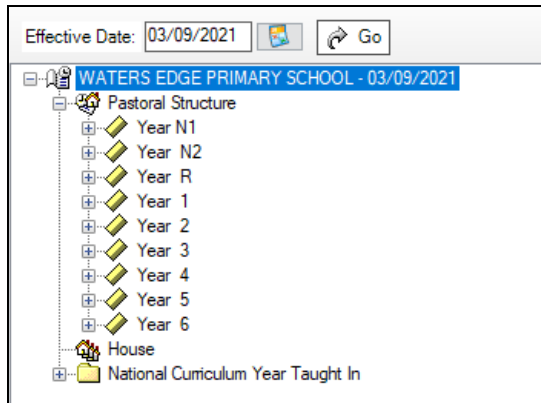 Effective Date: 03/09/2021 Go
WATERS EDGE PRIMARY SCHOOL - 03/09/2021
Pastoral Structure
Year N1
Year N2
Year R
Year 1
Year 2
Year 3
Year 4
Year 5
Year 6
House
National Curriculum Year Taught In